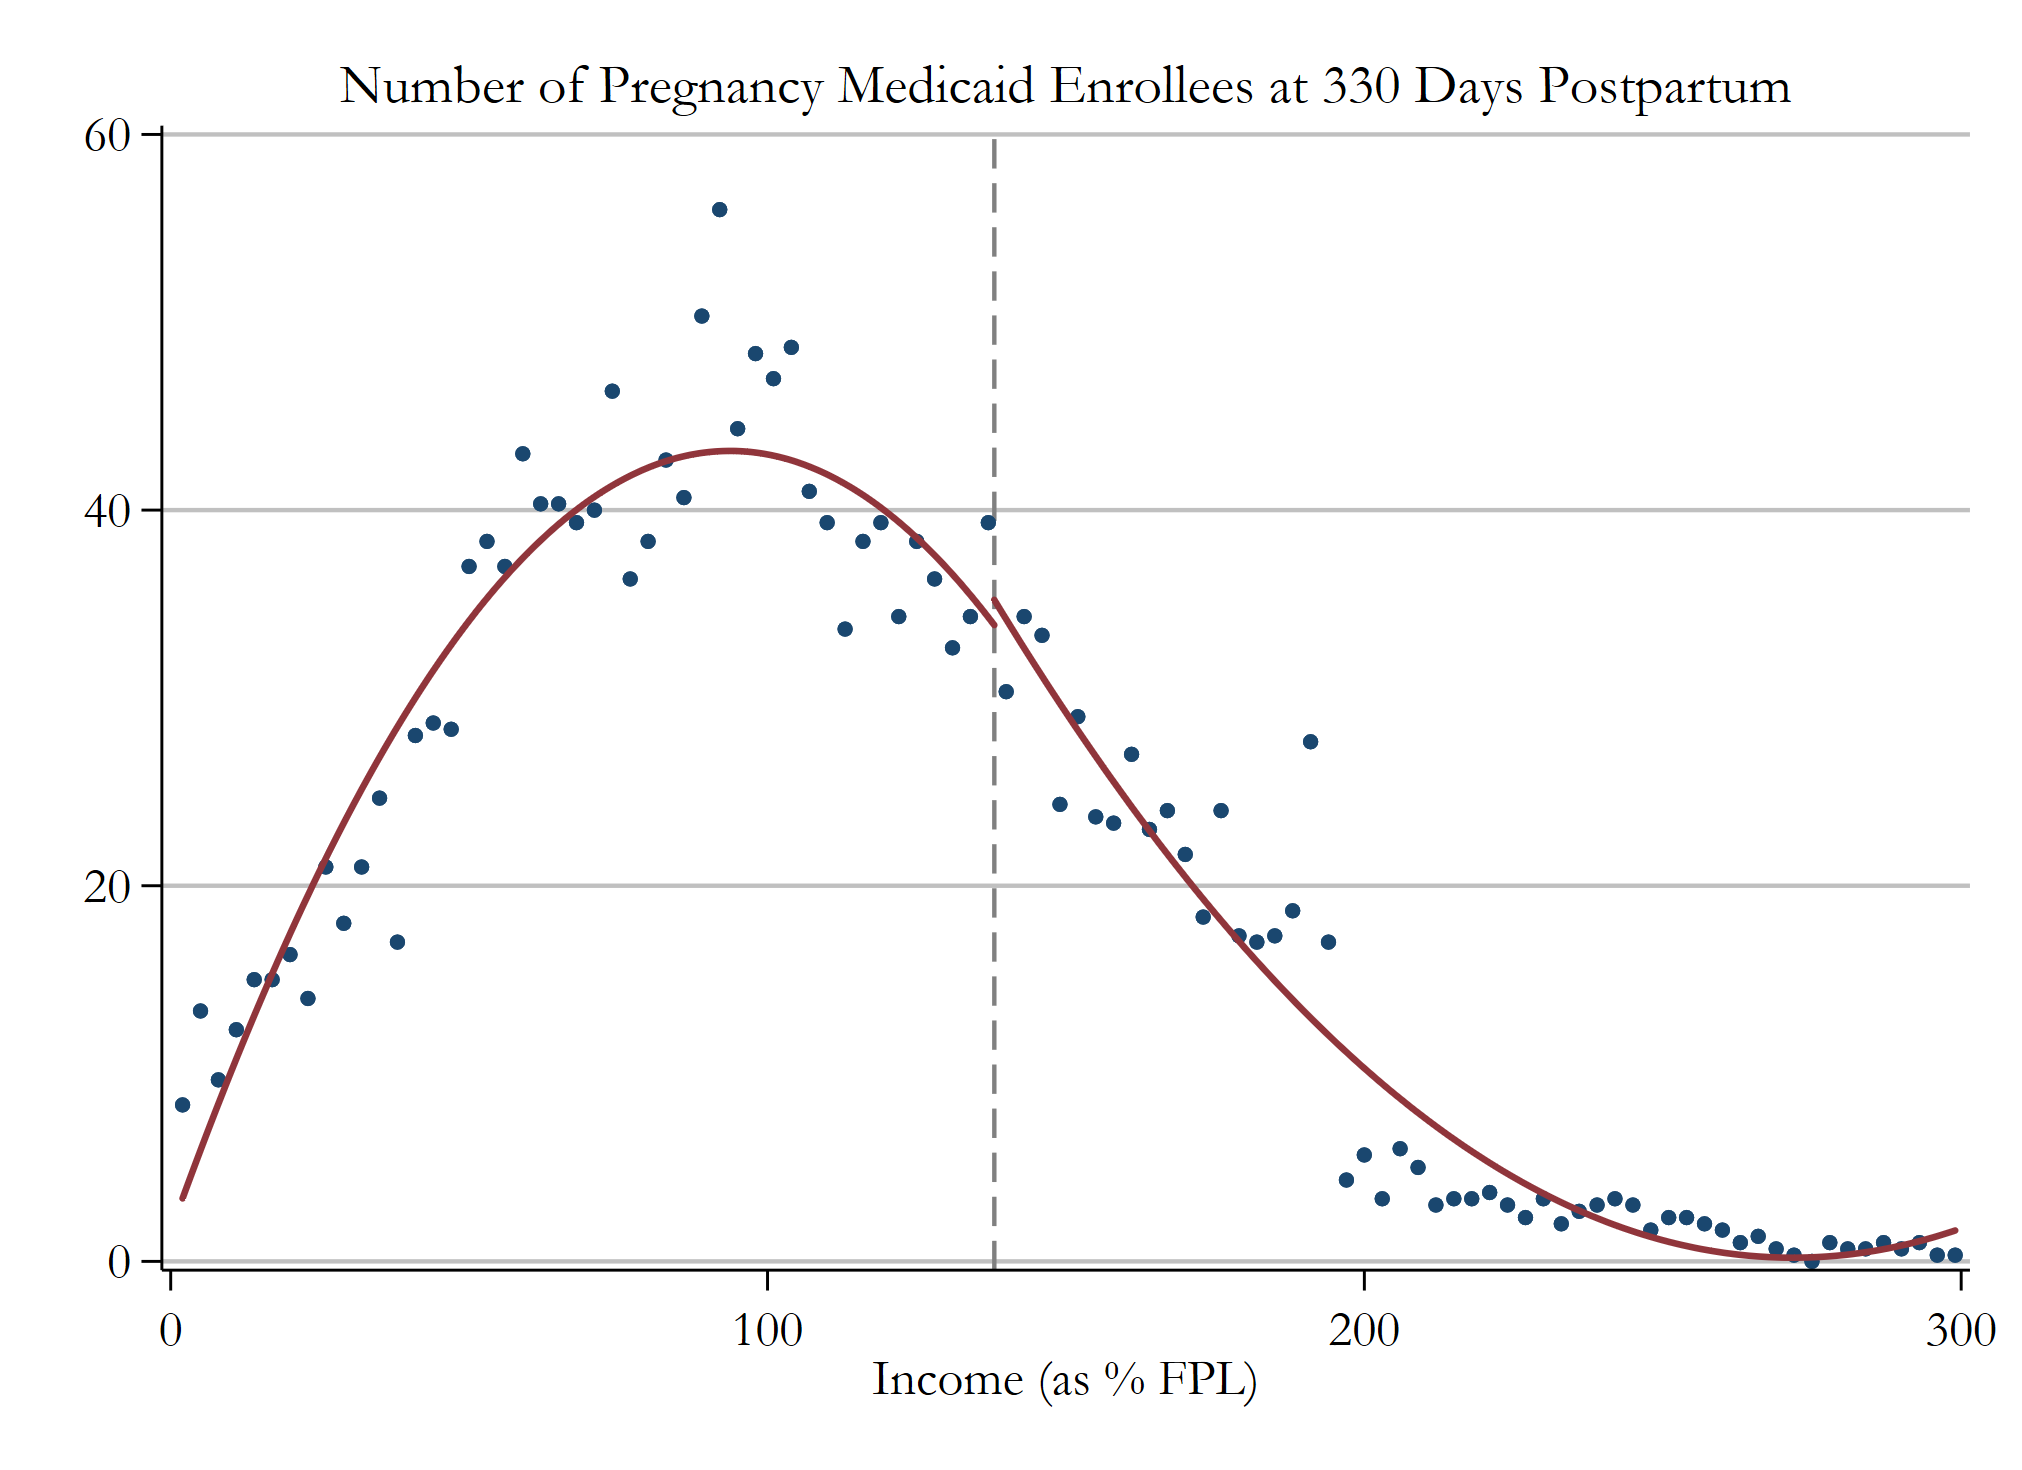 Number of Pregnancy Medicaid Enrollees at 330 Days Postpartum
60
40
20
0
0 100 200 300
Income (as % FPL)